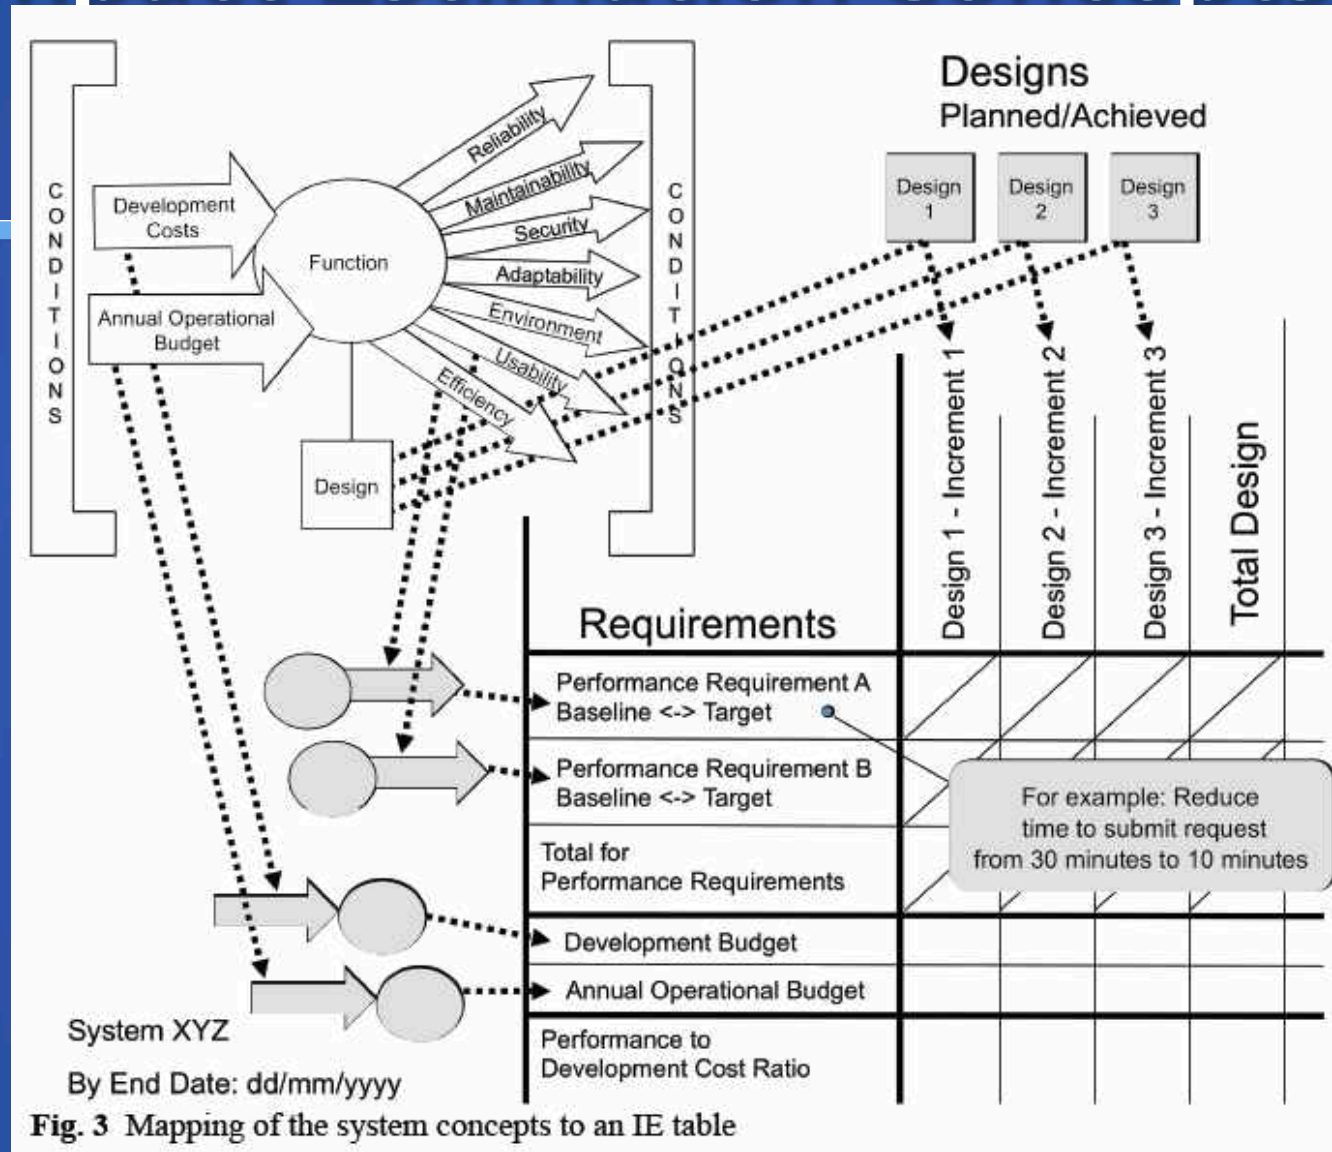 Designs
Planned/Achieved
Design
1
Design
2
Design
3
CONDITIONS
Development
Costs
Annual Operational
Budget
Function
Reliability
Maintainability
Security
Adaptability
Environment
Usability
Efficiency
CONDITIONS
Design
Design 1 - Increment 1
Design 2 - Increment 2
Design 3 - Increment 3
Total Design
Requirements
Performance Requirement A
Baseline <-> Target
Performance Requirement B
Baseline <-> Target
For example: Reduce
time to submit request
from 30 minutes to 10 minutes
Total for
Performance Requirements
Development Budget
Annual Operational Budget
Performance to
Development Cost Ratio
System XYZ
By End Date: dd/mm/yyyy
Fig. 3 Mapping of the system concepts to an IE table